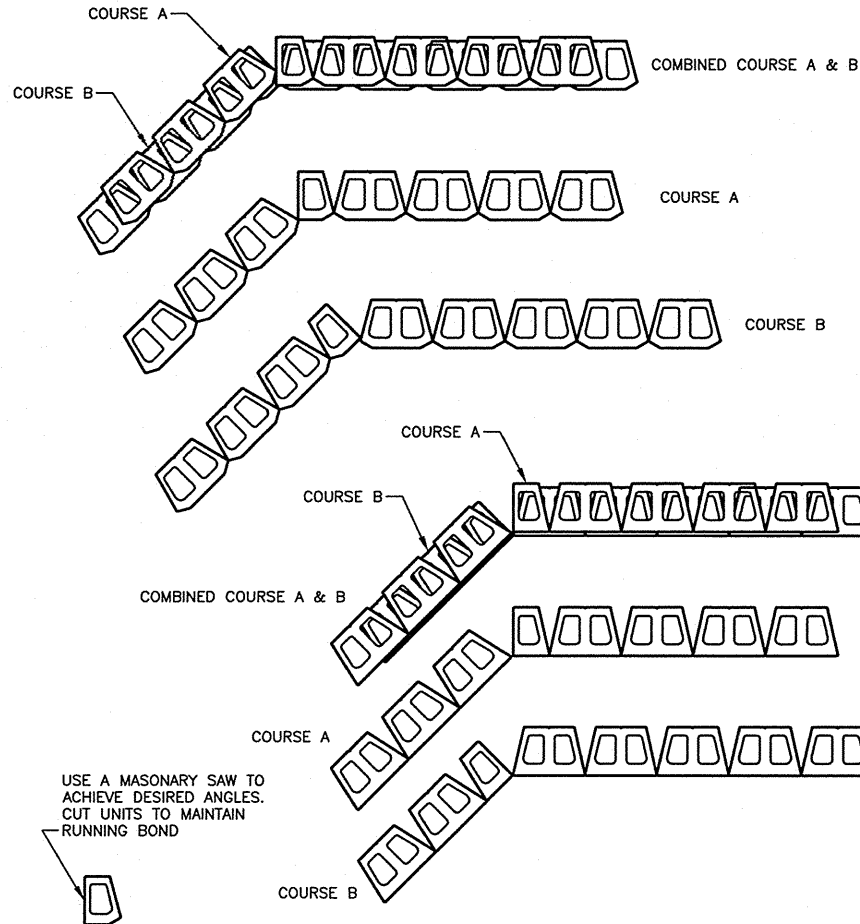 COURSE A
COMBINED COURSE A & B
COURSE B
COURSE A
COURSE B
COURSE A
COURSE B
COMBINED COURSE A & B
COURSE A
USE A MASONARY SAW TO
ACHIEVE DESIRED ANGLES.
CUT UNITS TO MAINTAIN
RUNNING BOND
COURSE B